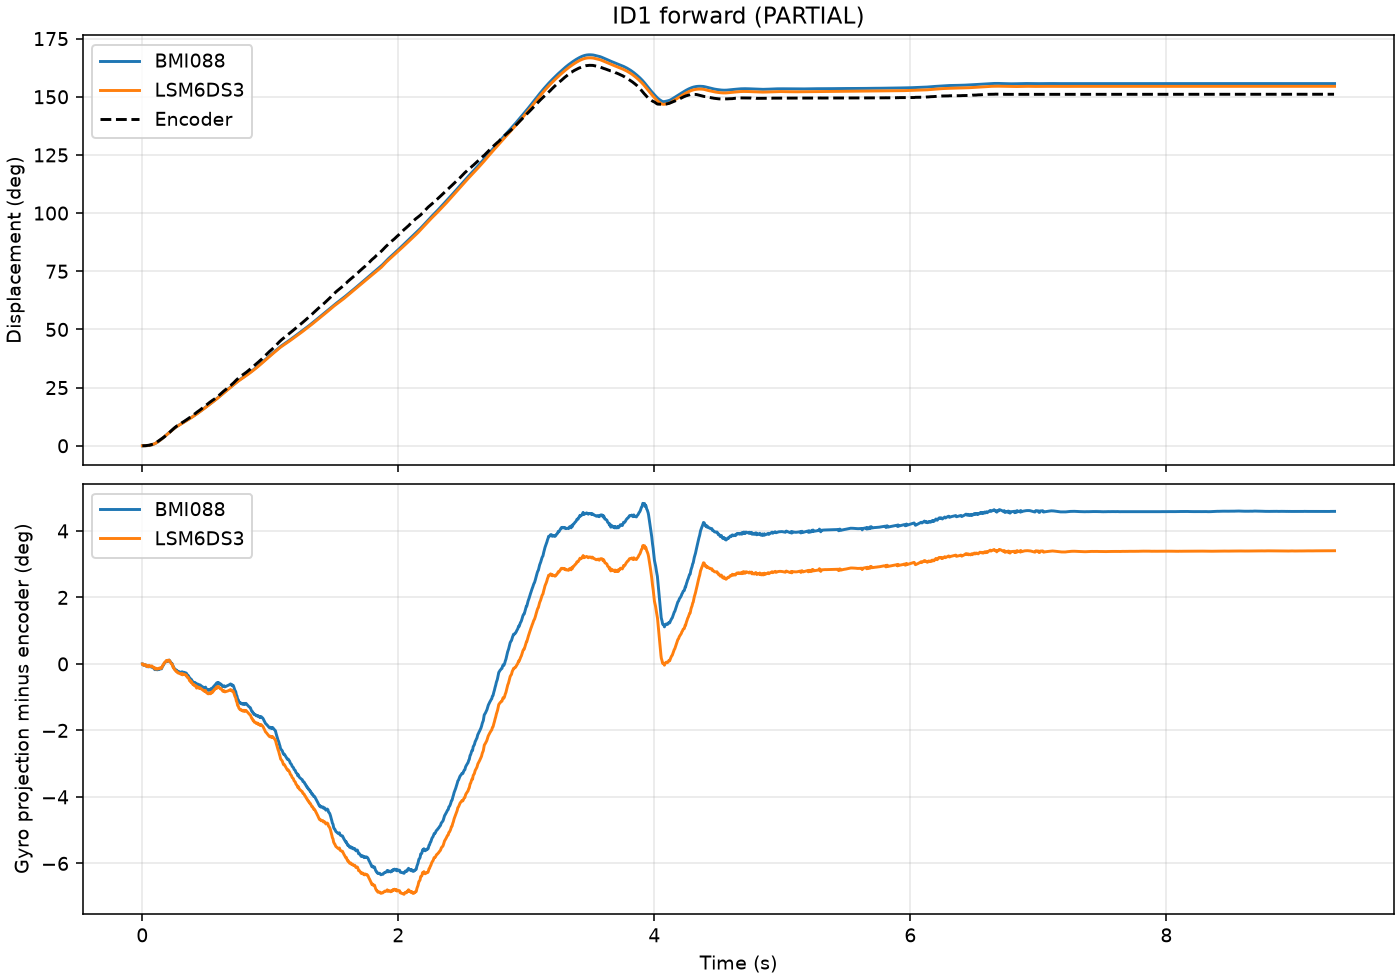 ID1 forward (PARTIAL)
175
150
125
100
75
50
25
0
Displacement (deg)
BMI088
LSM6DS3
Encoder
4
2
0
−2
−4
−6
Gyro projection minus encoder (deg)
BMI088
LSM6DS3
0 2 4 6 8
Time (s)